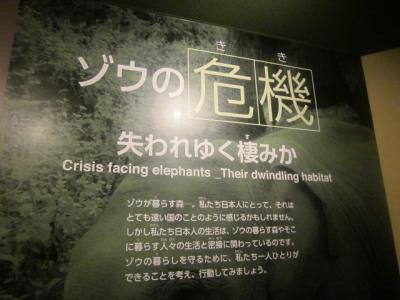 ゾウの危機
きき
失われゆく棲みか
す
Crisis facing elephants _Their dwindling habitat
ゾウが暮らす森―。私たち日本人にとって、それは
とても遠い国のことのように感じるかもしれません。
しかし私たち日本人の生活は、ゾウの暮らす森やそこ
に暮らす人々の生活と密接に関わっているのです。
ゾウの暮らしを守るために、私たち一人ひとりが
できることを考え、行動してみましょう。